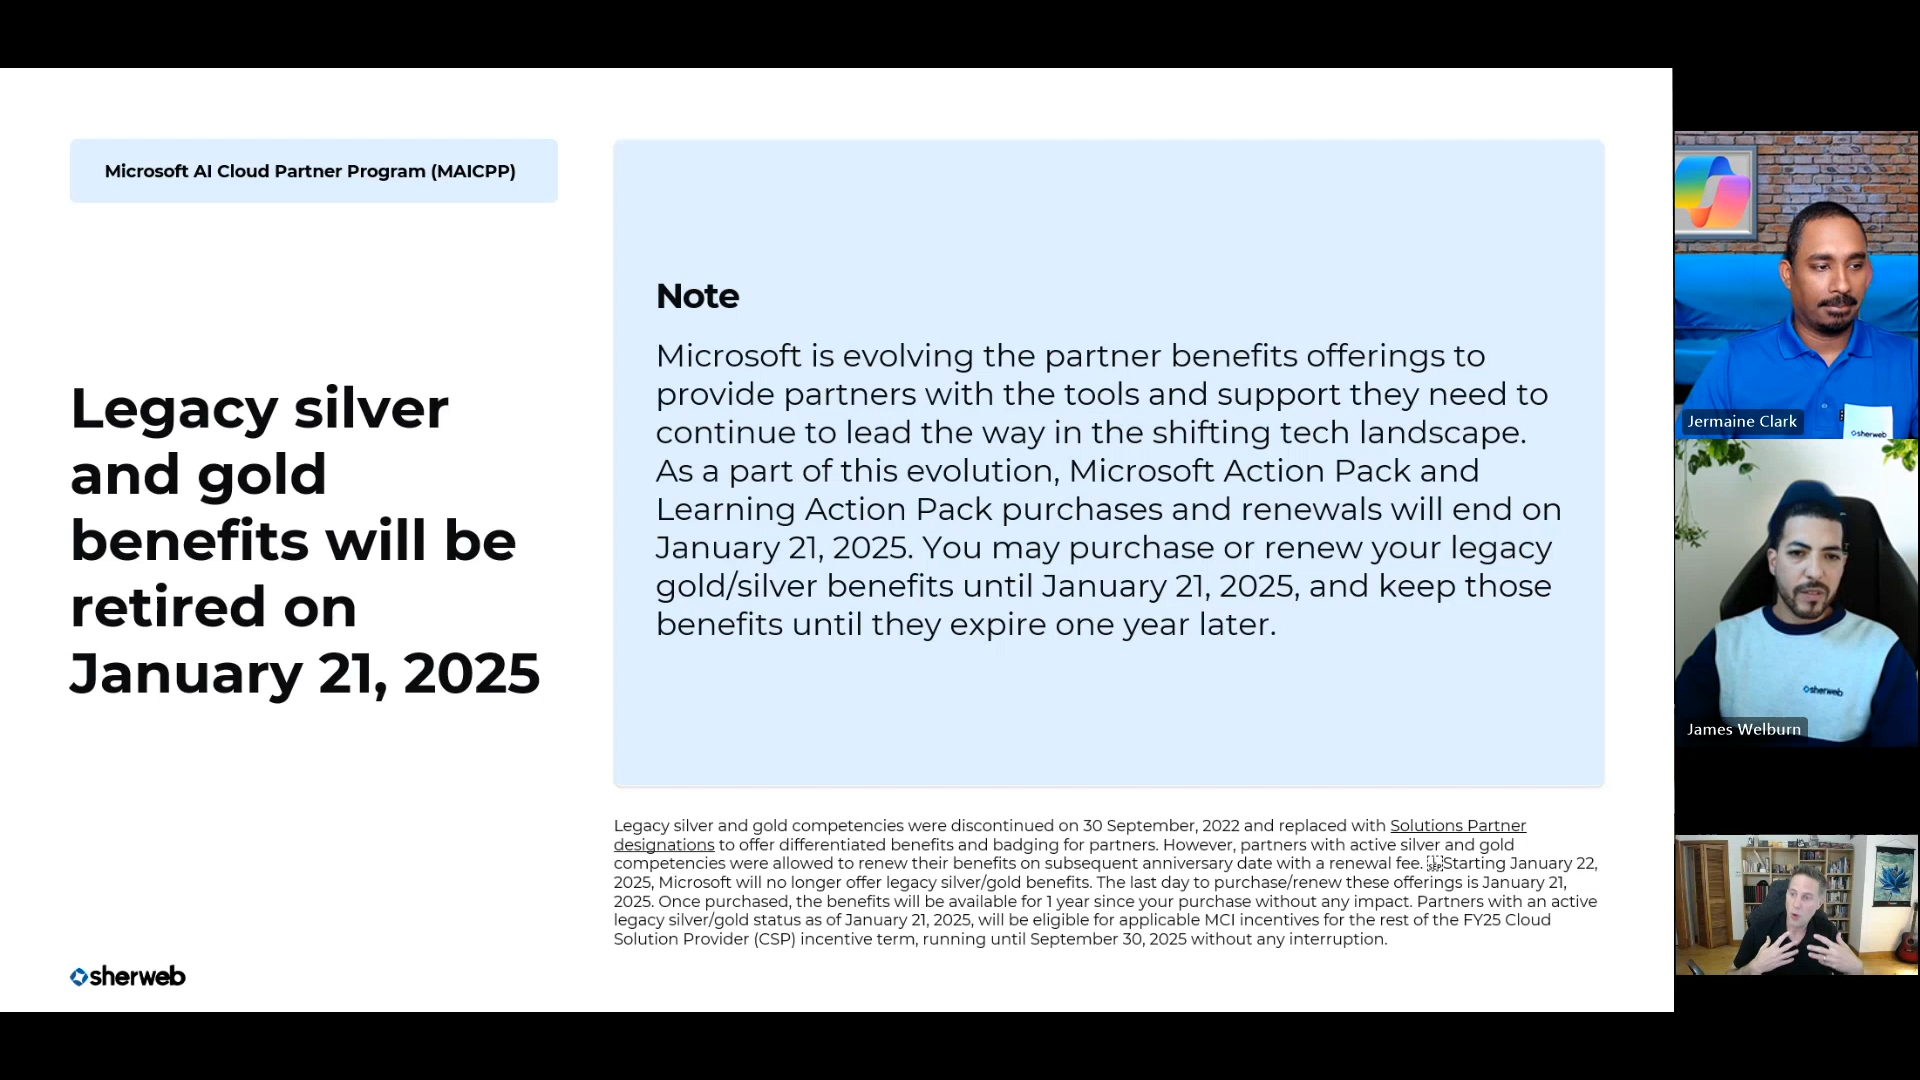 Microsoft AI Cloud Partner Program (MAICPP)
Legacy silver
and gold
benefits will be
retired on
January 21, 2025
Note
Microsoft is evolving the partner benefits offerings to
provide partners with the tools and support they need to
continue to lead the way in the shifting tech landscape.
As a part of this evolution, Microsoft Action Pack and
Learning Action Pack purchases and renewals will end on
January 21, 2025. You may purchase or renew your legacy
gold/silver benefits until January 21, 2025, and keep those
benefits until they expire one year later.
Legacy silver and gold competencies were discontinued on 30 September, 2022 and replaced with Solutions Partner
designations to offer differentiated benefits and badging for partners. However, partners with active silver and gold
competencies were allowed to renew their benefits on subsequent anniversary date with a renewal fee. Starting January 22,
2025, Microsoft will no longer offer legacy silver/gold benefits. The last day to purchase/renew these offerings is January 21,
2025. Once purchased, the benefits will be available for 1 year since your purchase without any impact. Partners with an active
legacy silver/gold status as of January 21, 2025, will be eligible for applicable MCI incentives for the rest of the FY25 Cloud
Solution Provider (CSP) incentive term, running until September 30, 2025 without any interruption.
sherweb
Jermaine Clark
sherweb
sherweb
James Welburn